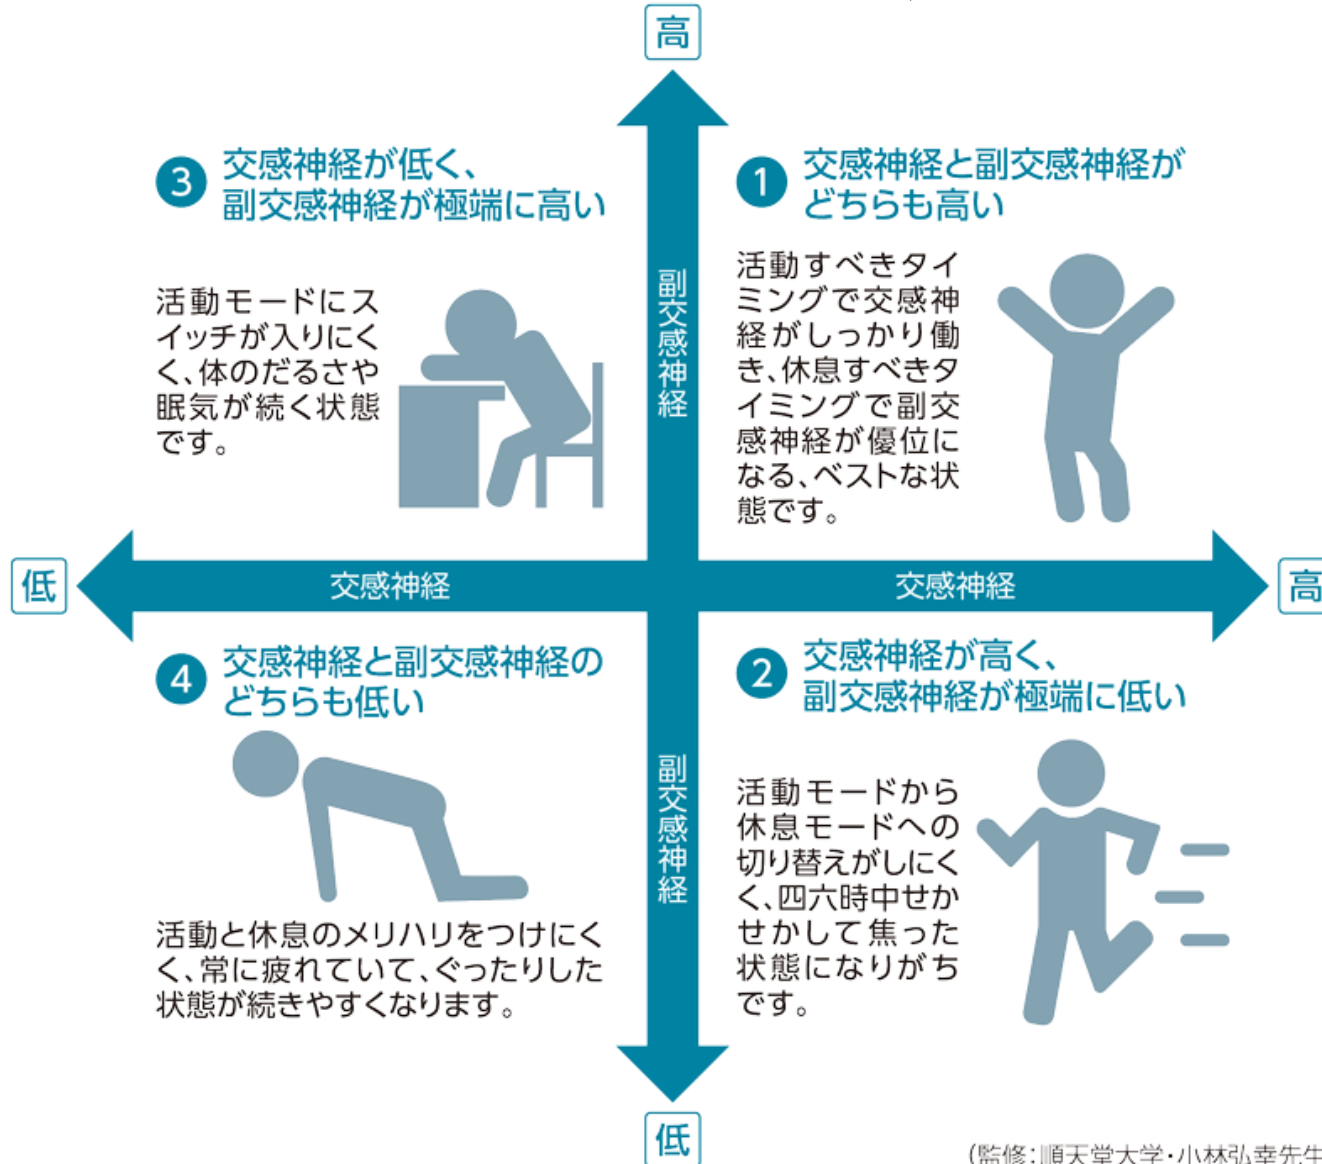 高
③ 交感神経が低く、
副交感神経が極端に高い
活動モードにス
イッチが入りにく
く、体のだるさや
眠気が続く状態
です。
① 交感神経と副交感神経が
どちらも高い
活動すべきタイ
ミングで交感神
経がしっかり働
き、休息すべきタ
イミングで副交
感神経が優位に
なる、ベストな状
態です。
副交感神経
低
交感神経
交感神経
高
④ 交感神経と副交感神経の
どちらも低い
活動と休息のメリハリをつけにく
く、常に疲れていて、ぐったりした
状態が続きやすくなります。
② 交感神経が高く、
副交感神経が極端に低い
活動モードから
休息モードへの
切り替えがしにく
く、四六時中せか
せかして焦った
状態になりがち
です。
副交感神経
低
(監修:順天堂大学・小林弘幸先生